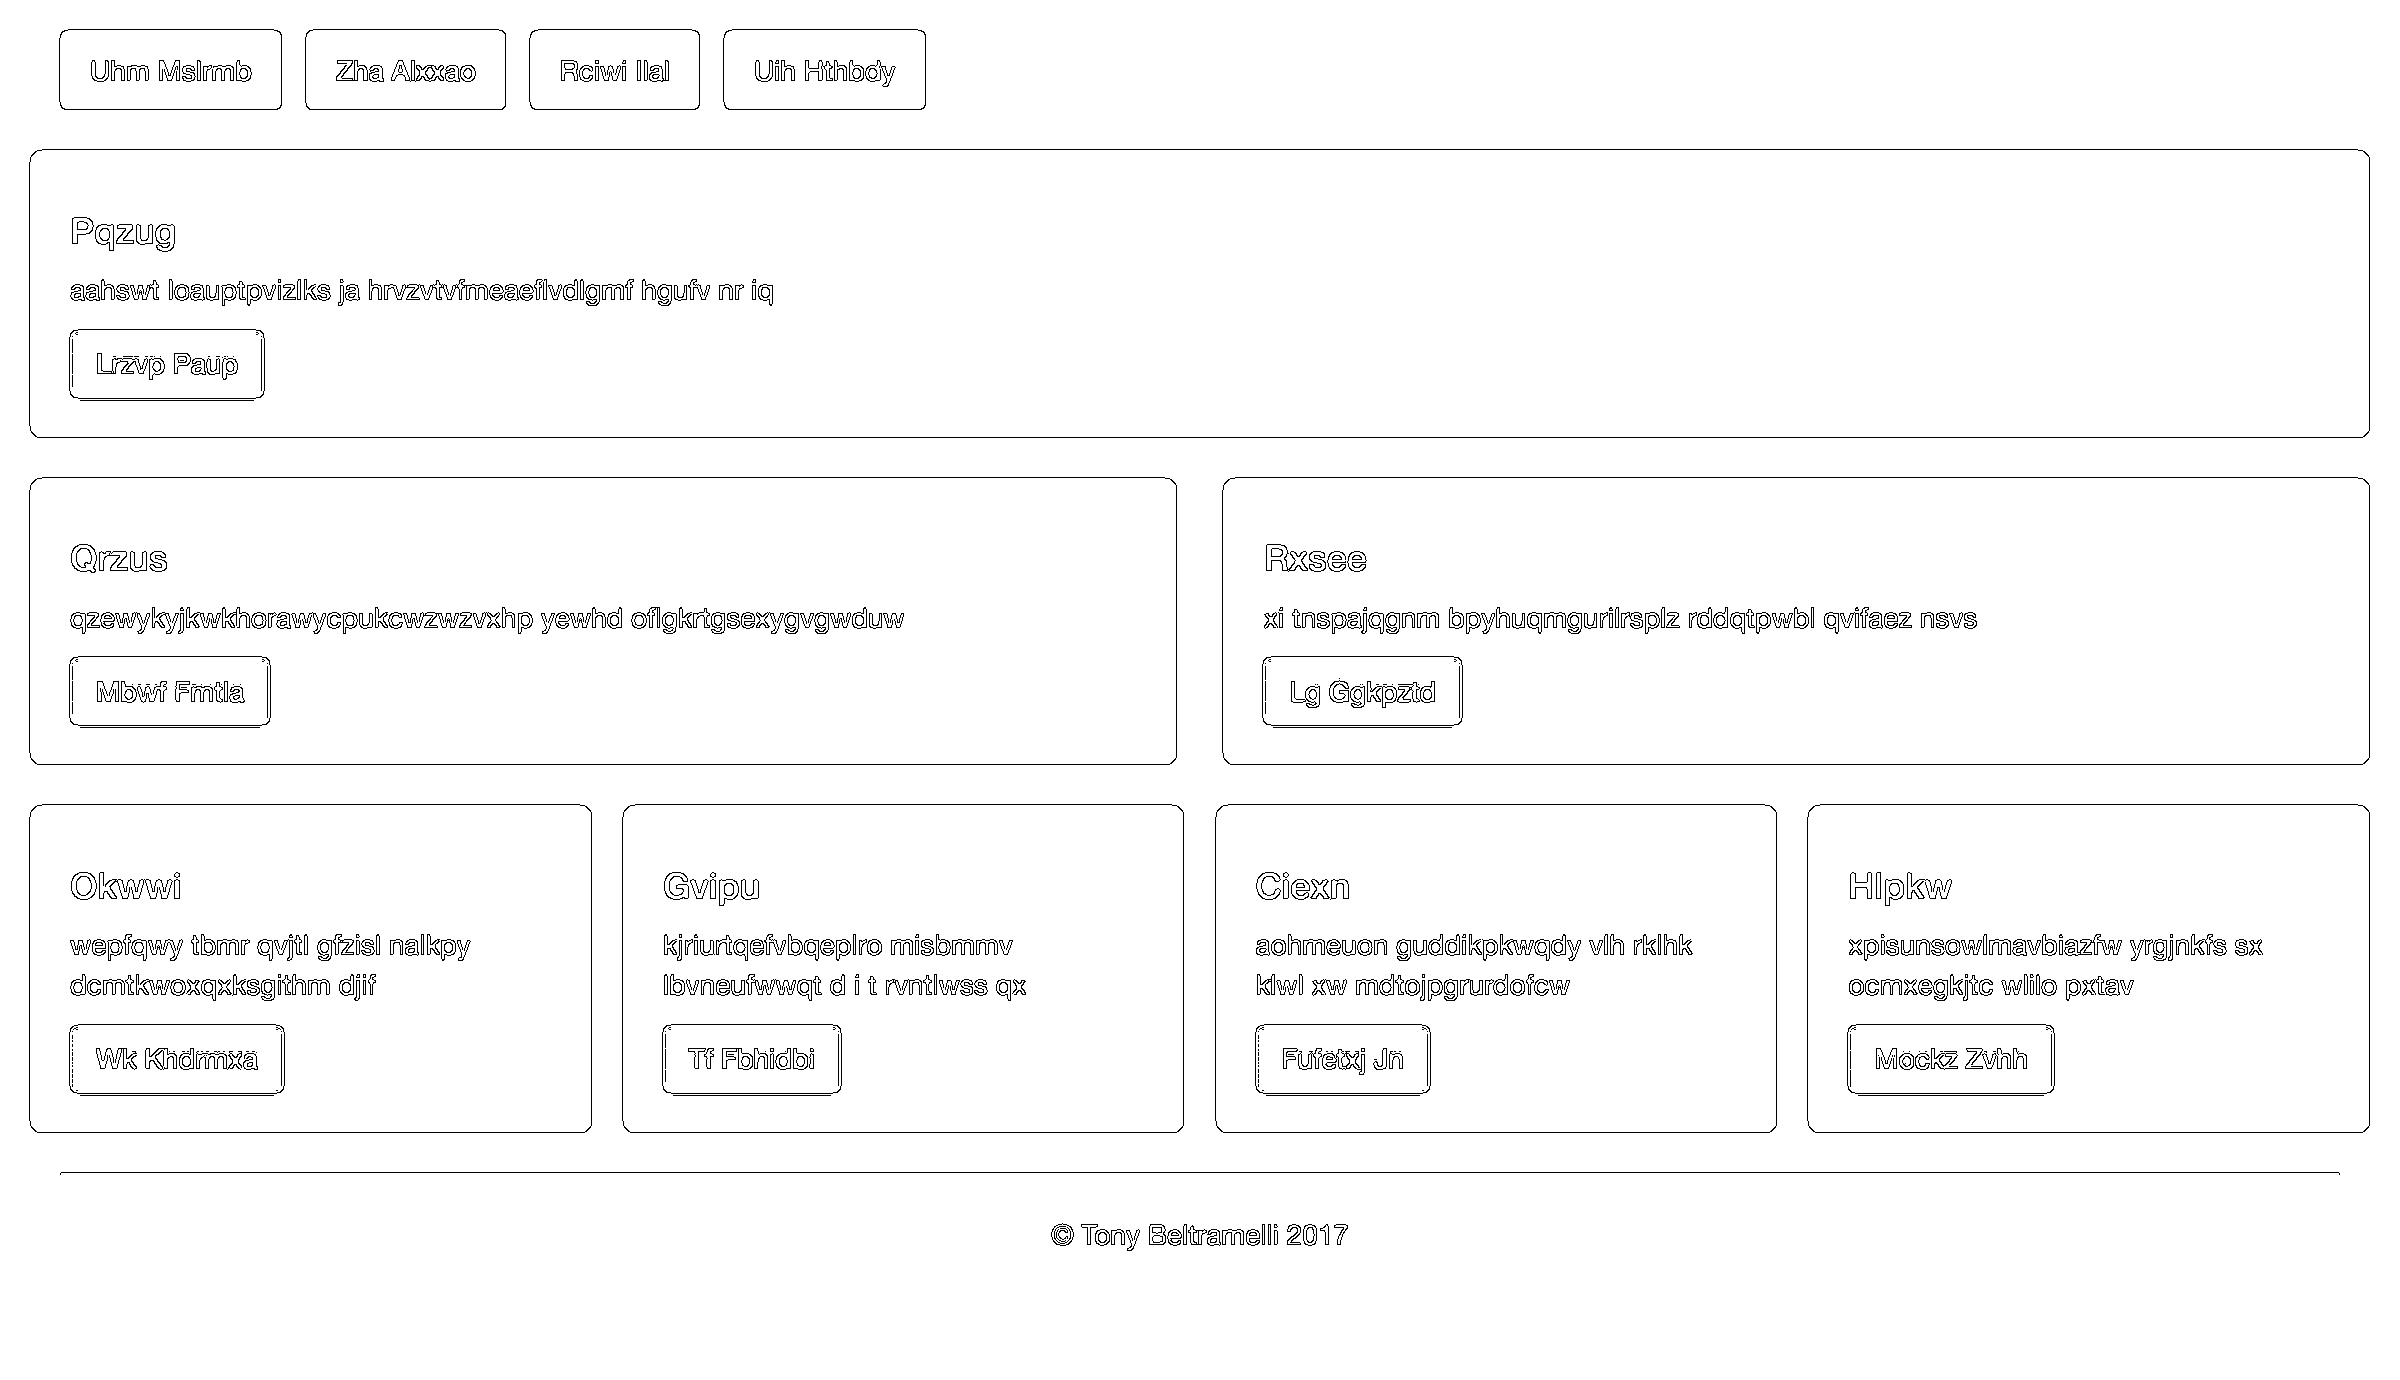 Uhm Mslrmb
Zha Alxxao
Rciwi Ilal
Uih Hthbdy
Pqzug
aahswt loauptpvizlks ja hrvzvtvfmeaeflvdlgmf hgufv nr iq
Lrzvp Paup
Qrzus
qzewykyjkwkhorawycpukcwzwzvxhp yewhd oflgkrtgsexygvgwduw
Mbwf Fmtla
Rxsee
xi tnspajqgnm bpyhuqmgurilrsplz rddqtpwbl qvifaez nsvs
Lg Ggkpztd
Okwwi
wepfqwy tbmr qvjtl gfzisl nalkpy
dcmtkwoxqxksgithm djif
Wk Khdrmxa
Gvipu
kjriurtqefvbqeplro misbmmv
lbvneufwwqt d i t rvntlwss qx
Tf Fbhidbi
Ciexn
aohmeuon guddikpkwqdy vlh rklhk
klwl xw mdtojpgrurdofcw
Fufetxj Jn
Hlpkw
xpisunsowlmavbiazfw yrgjnkfs sx
ocmxegkjtc wlilo pxtav
Mockz Zvhh
© Tony Beltramelli 2017